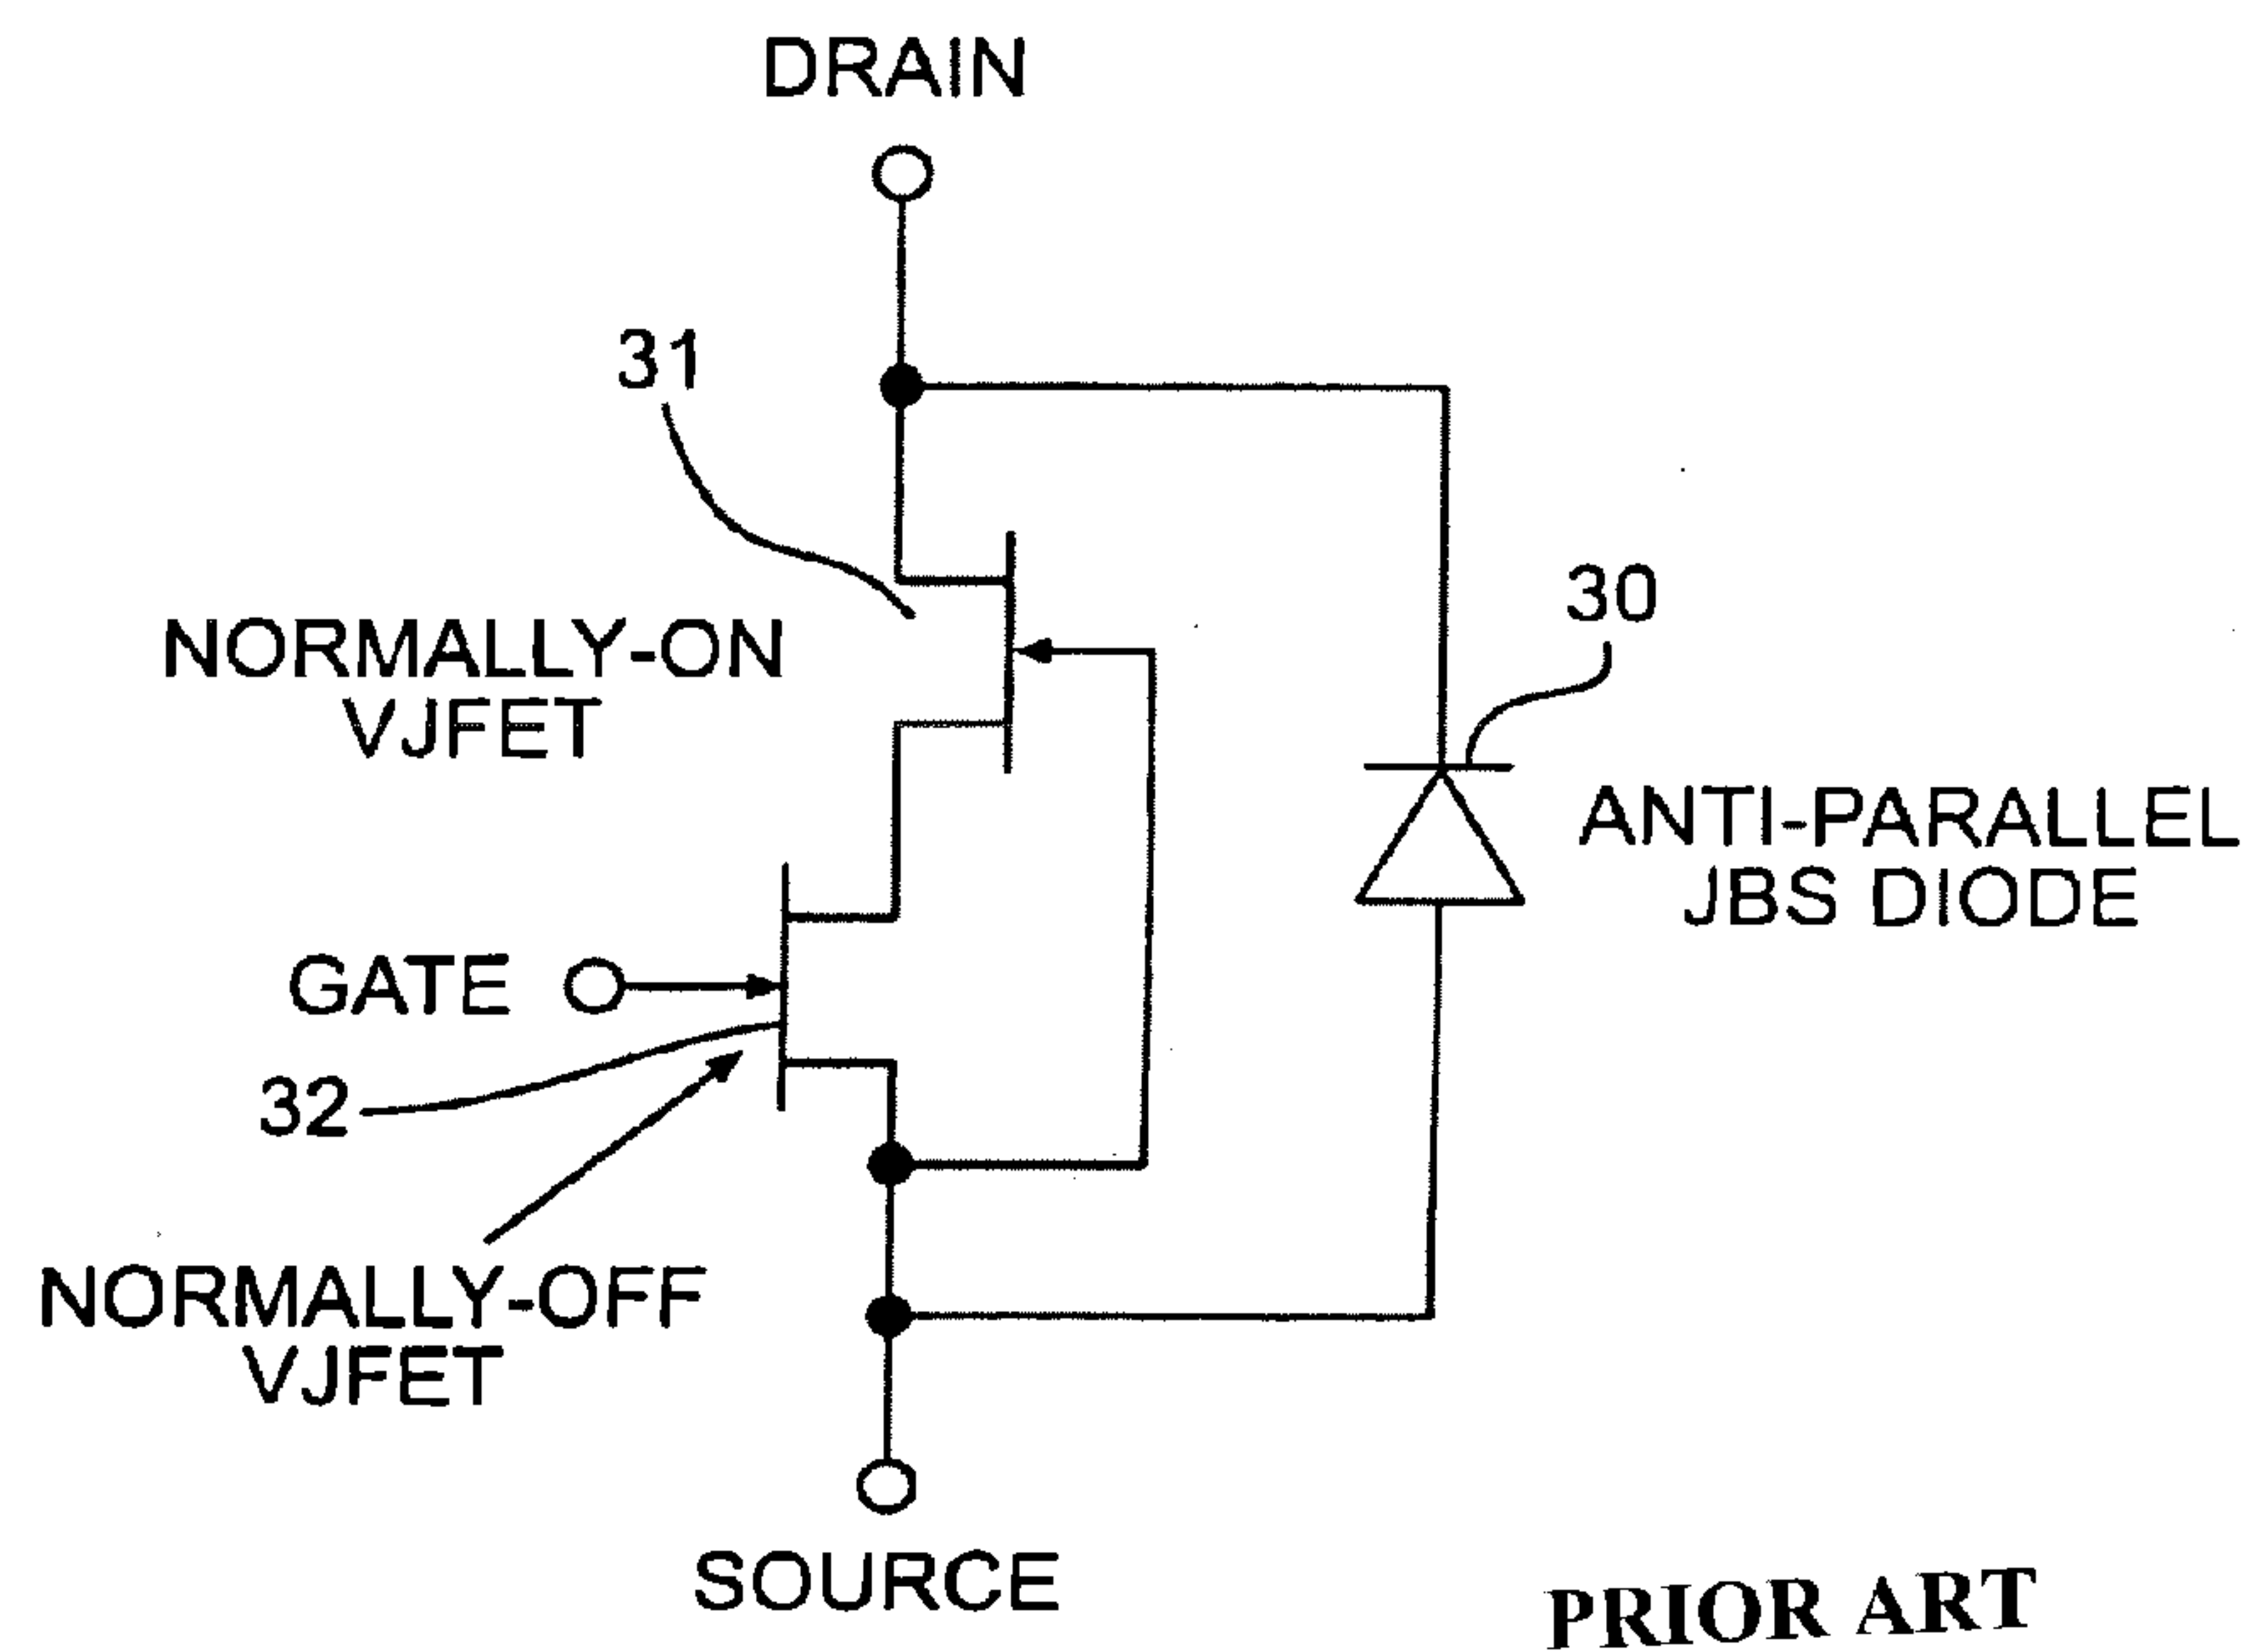 DRAIN
31
30
NORMALLY-ON
VJFET
ANTI-PARALLEL
JBS DIODE
GATE
32
NORMALLY-OFF
VJFET
SOURCE
PRIOR ART